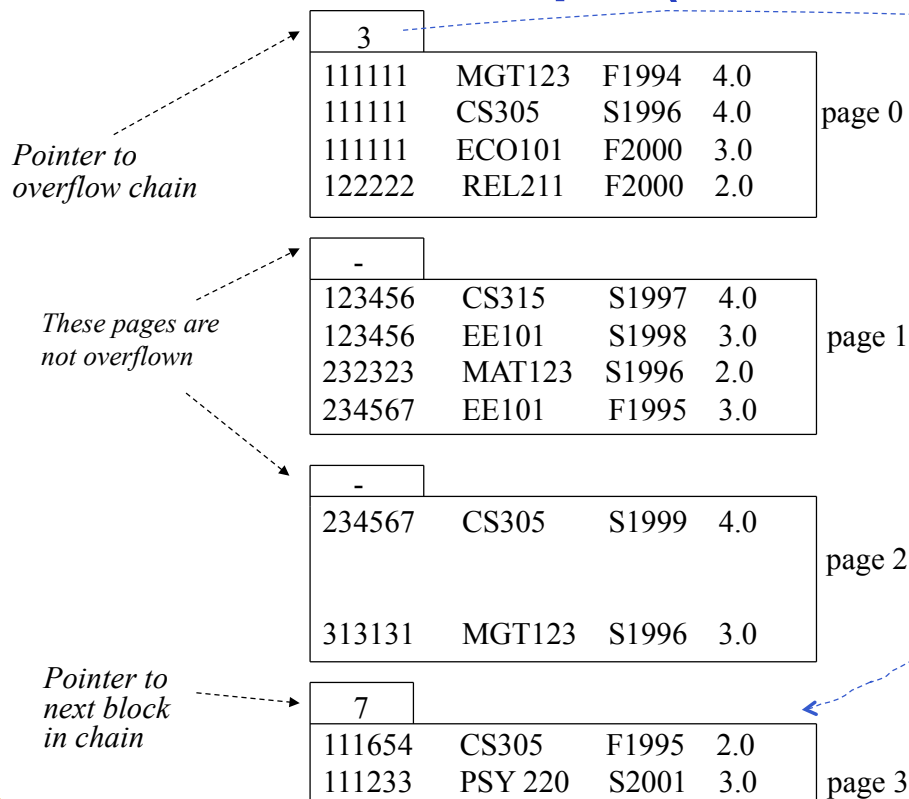 3
111111 MGT123 F1994 4.0
111111 CS305 S1996 4.0
111111 ECO101 F2000 3.0
122222 REL211 F2000 2.0
page 0
Pointer to
overflow chain
-
123456 CS315 S1997 4.0
123456 EE101 S1998 3.0
232323 MAT123 S1996 2.0
234567 EE101 F1995 3.0
page 1
These pages are
not overflown
-
234567 CS305 S1999 4.0
313131 MGT123 S1996 3.0
page 2
Pointer to
next block
in chain
7
111654 CS305 F1995 2.0
111233 PSY 220 S2001 3.0
page 3